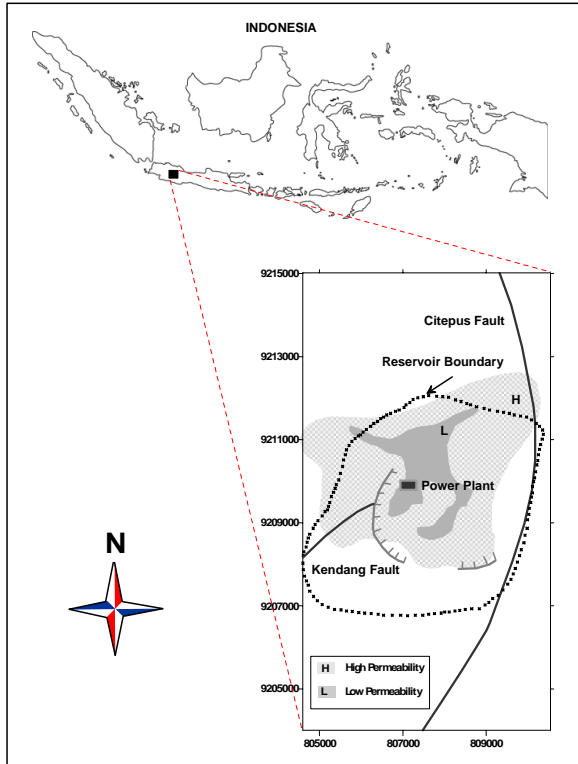 INDONESIA
9215000
Citepus Fault
9213000
Reservoir Boundary
H
L
9211000
Power Plant
9209000
Kendang Fault
N
9207000
H High Permeability
L Low Permeability
9205000
805000 807000 809000